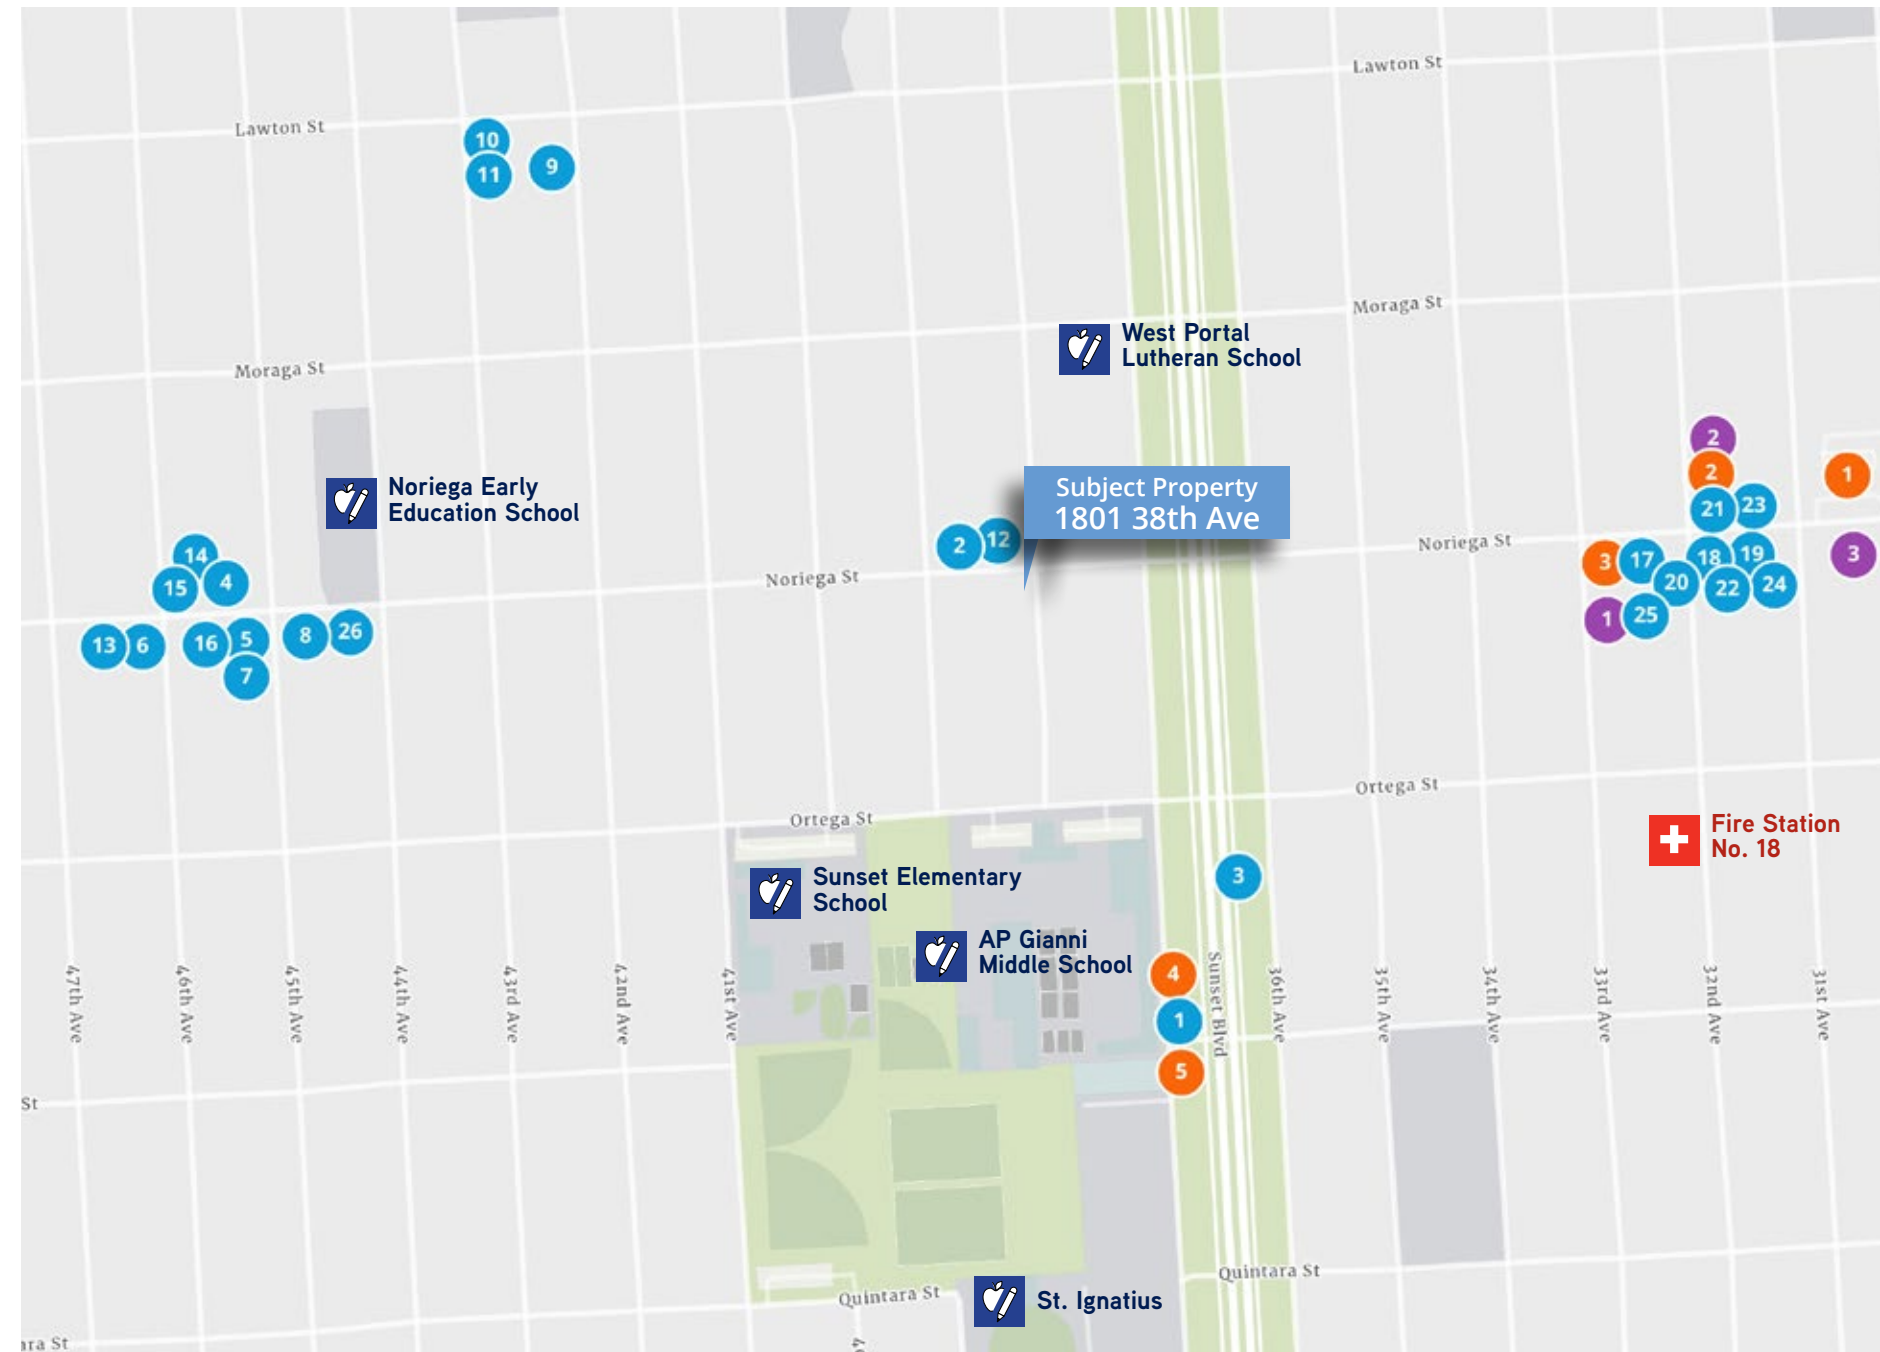 Lawton St
Lawton St
10
11
9
Moraga St
West Portal
Lutheran School
Moraga St
Noriega Early
Education School
2
2
1
Subject Property
1801 38th Ave
21
23
14
15
4
2
12
Noriega St
Noriega St
3
17
18
19
3
20
22
24
1
25
13
6
16
5
8
26
7
Ortega St
Ortega St
Fire Station
No. 18
Sunset Elementary
School
3
AP Gianni
Middle School
4
1
5
47th Ave
46th Ave
45th Ave
44th Ave
43rd Ave
42nd Ave
41st Ave
Sunset Blvd
36th Ave
35th Ave
34th Ave
33rd Ave
32nd Ave
31st Ave
St
Quintara St
Quintara St
St. Ignatius
ara St